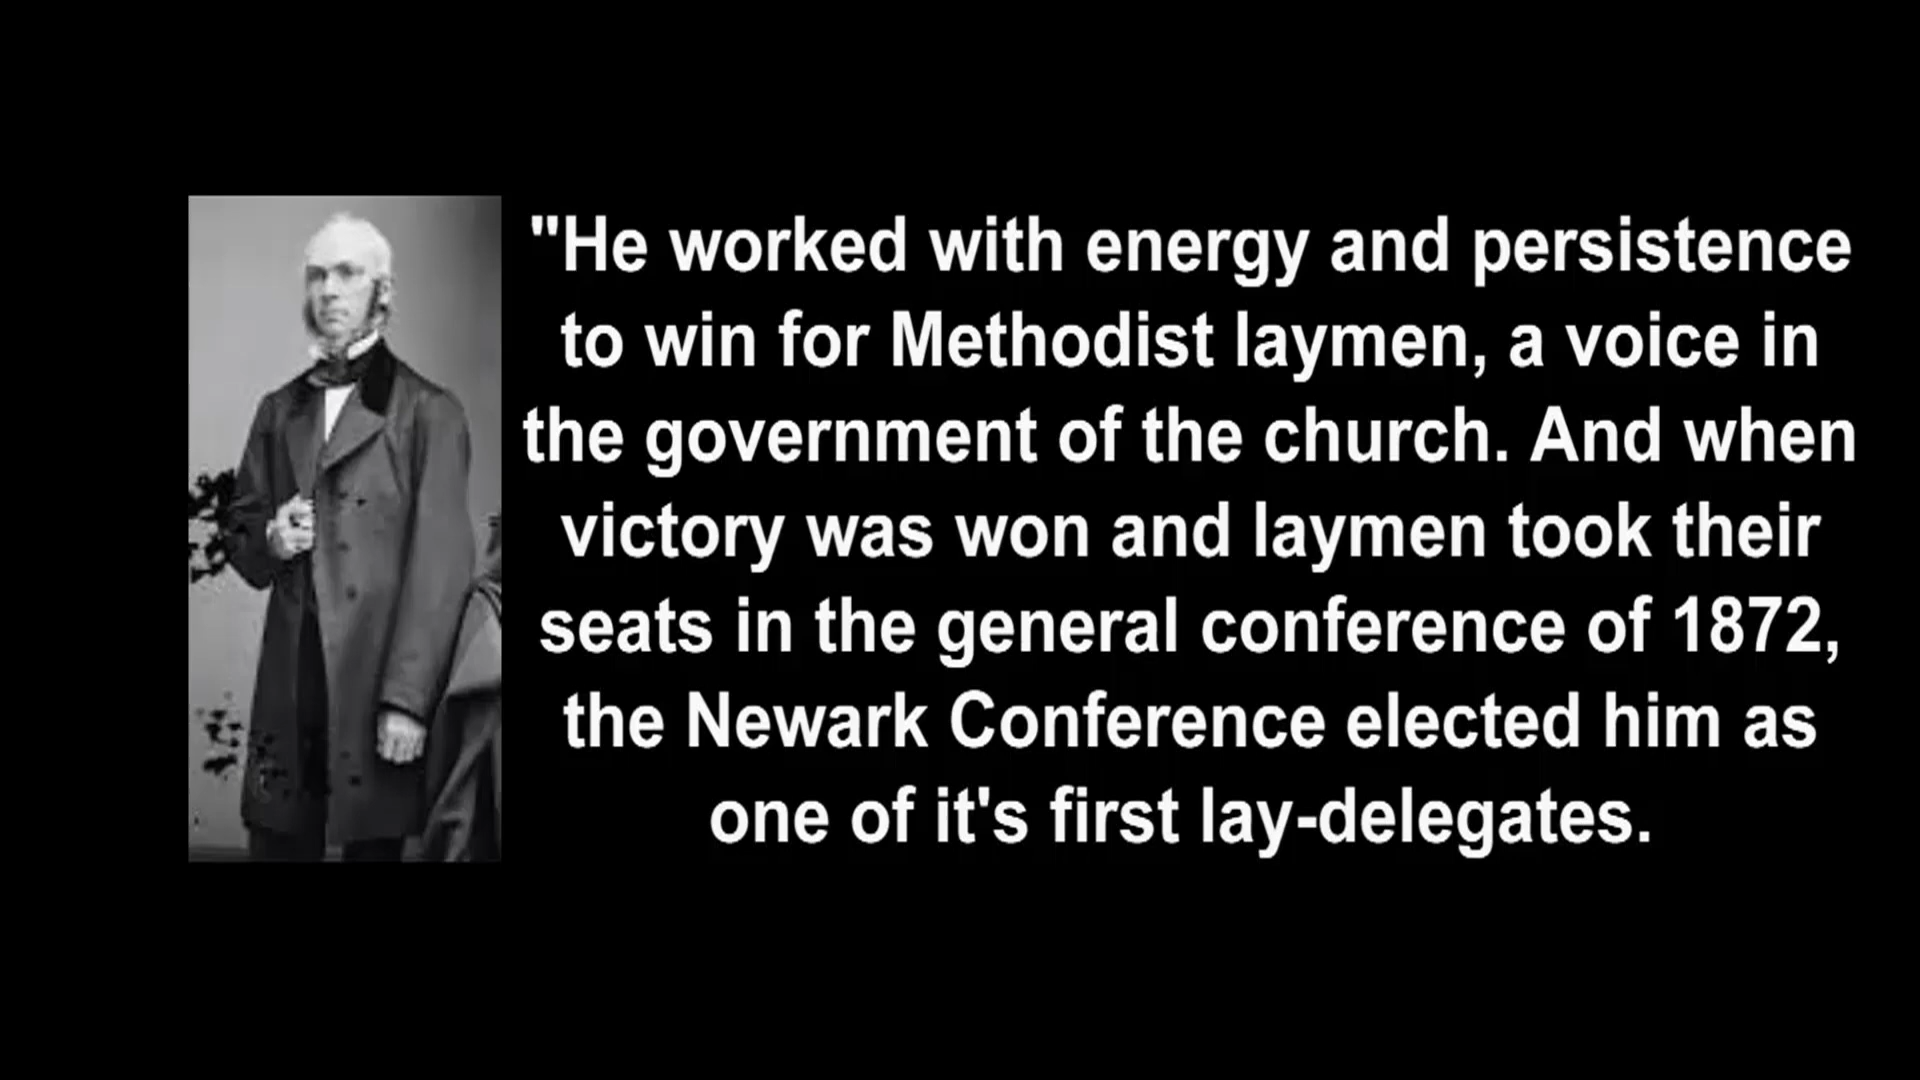 "He worked with energy and persistence
to win for Methodist laymen, a voice in
the government of the church. And when
victory was won and laymen took their
seats in the general conference of 1872,
the Newark Conference elected him as
one of it's first lay-delegates.